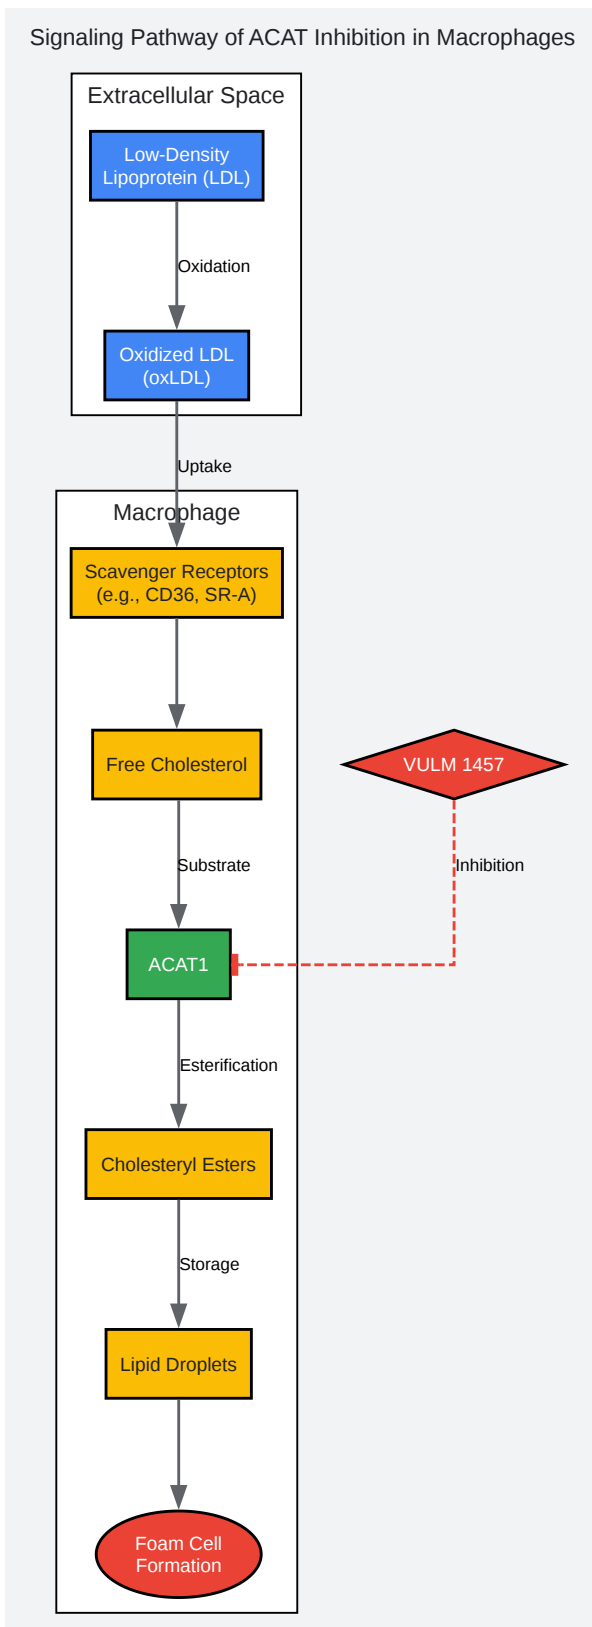 Signaling Pathway of ACAT Inhibition in Macrophages
Extracellular Space
Low-Density
Lipoprotein (LDL)
Oxidation
Oxidized LDL
(oxLDL)
Uptake
Macrophage
Scavenger Receptors
(e.g., CD36, SR-A)
Free Cholesterol
VULM 1457
Substrate
Inhibition
ACAT1
Esterification
Cholesteryl Esters
Storage
Lipid Droplets
Foam Cell
Formation